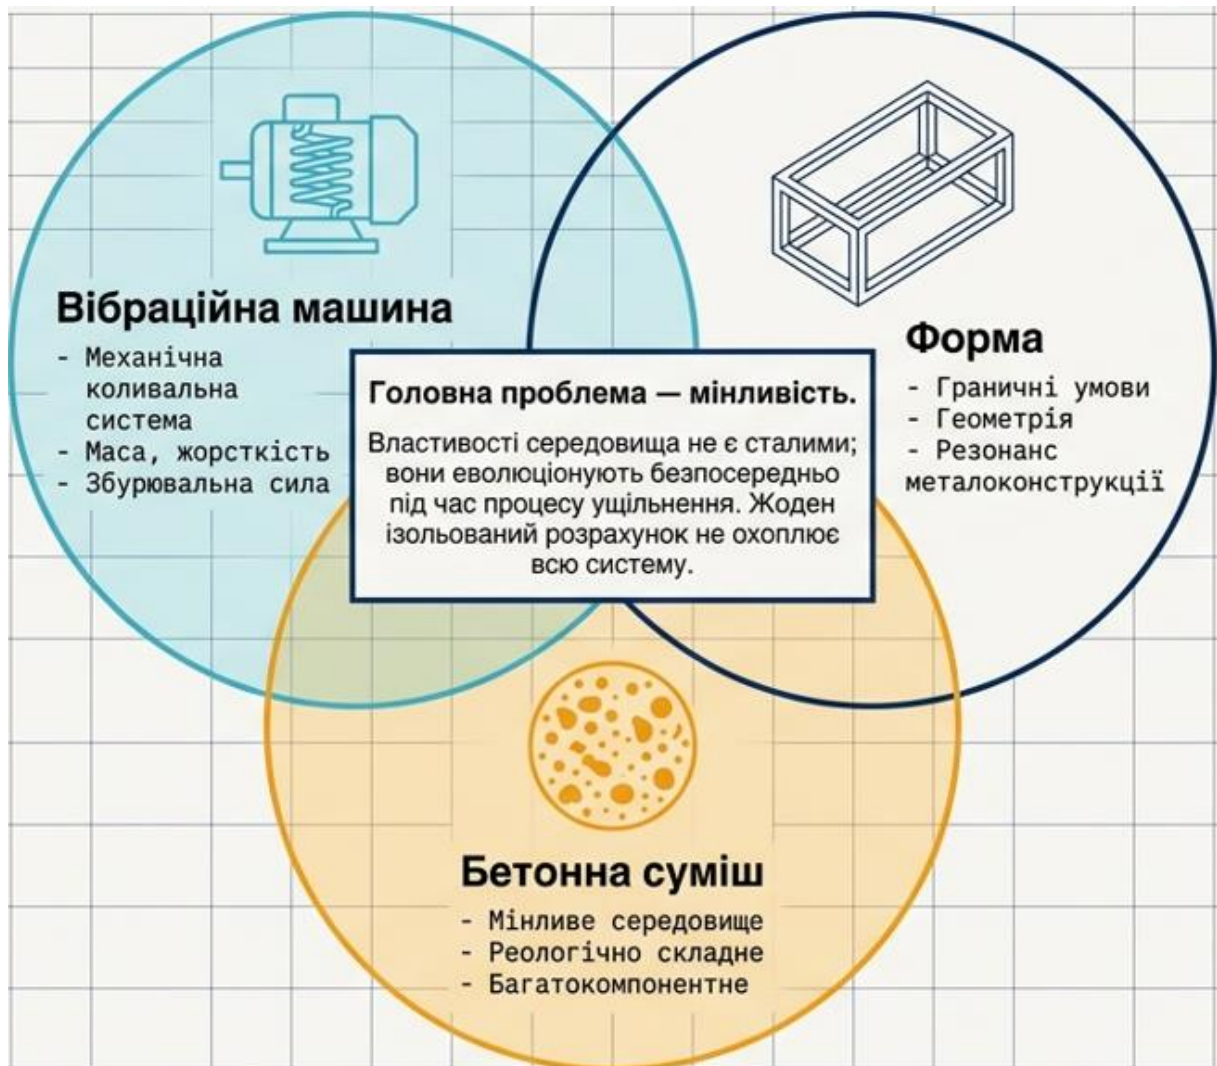 Вібраційна машина
- Механічна
коливальна
система
- Маса, жорсткість
- Збурювальна сила
Форма
- Граничні умови
- Геометрія
- Резонанс
металоконструкції
Головна проблема — мінливість.
Властивості середовища не є сталими;
вони еволюціонують безпосередньо
під час процесу ущільнення. Жоден
ізольований розрахунок не охоплює
всю систему.
Бетонна суміш
- Мінливе середовище
- Реологічно складне
- Багатокомпонентне